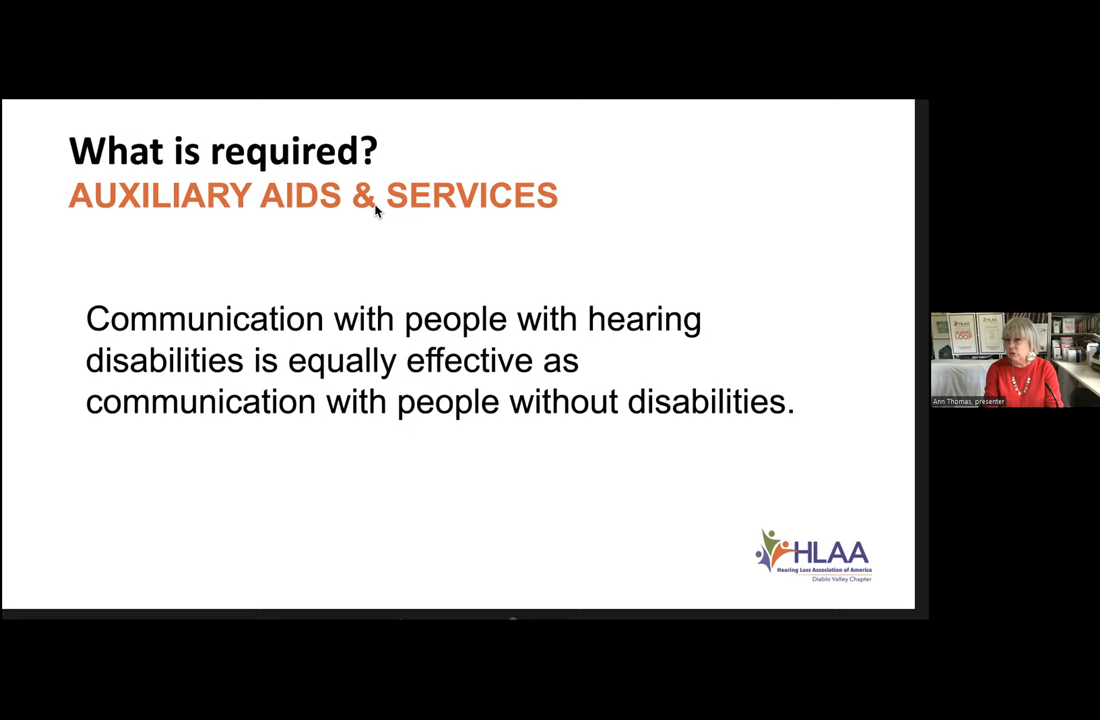 What is required?
AUXILIARY AIDS & SERVICES
Communication with people with hearing
disabilities is equally effective as
communication with people without disabilities.
HLAA
Hearing Loss Association of America
Diablo Valley Chapter
LOOP
Ann Thomas, presenter